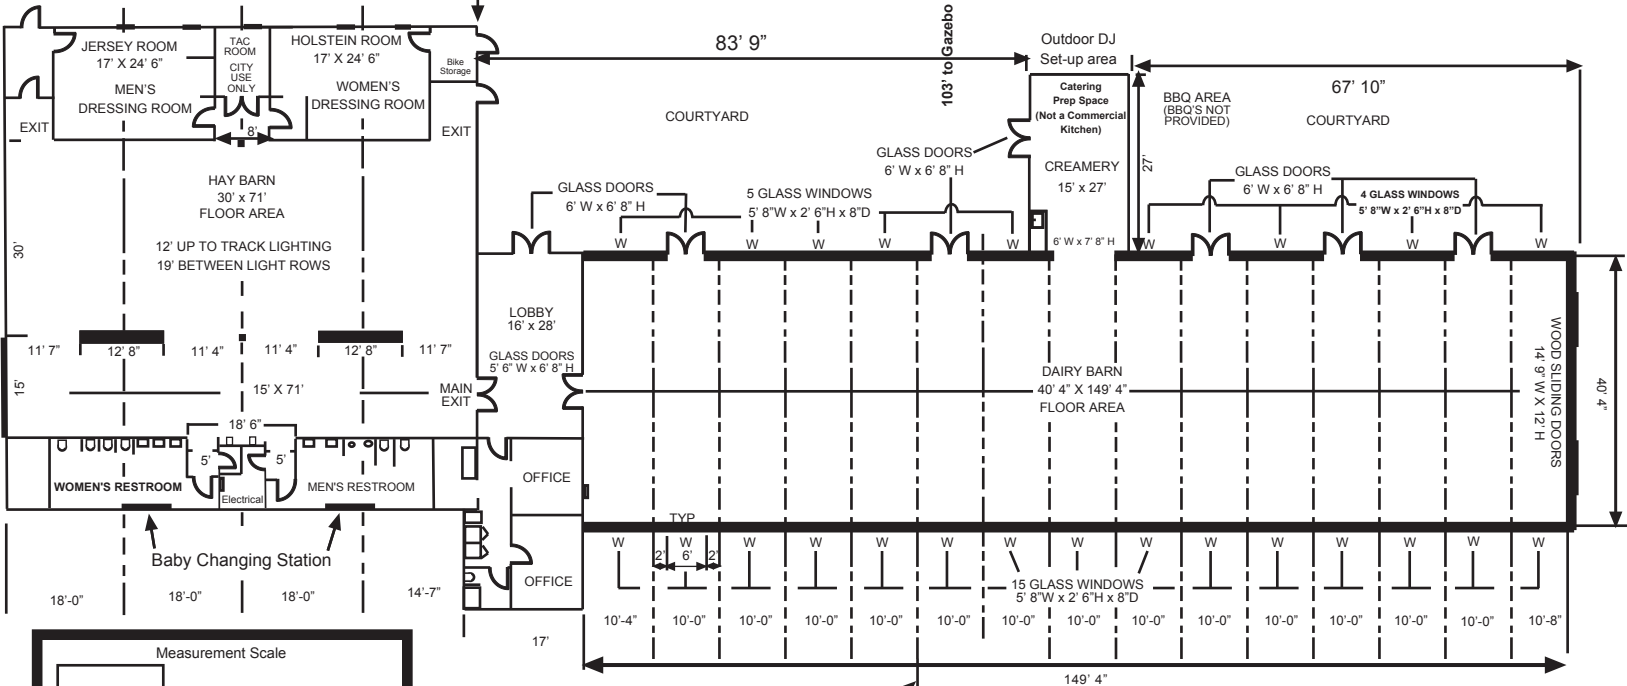 JERSEY ROOM
17' X 24' 6"
MEN'S
DRESSING ROOM
TAC
ROOM
CITY
USE
ONLY
HOLSTEIN ROOM
17' X 24' 6"
WOMEN'S
DRESSING ROOM
Bike
Storage
EXIT
8'
EXIT
83' 9"
103' to Gazebo
Outdoor DJ
Set-up area
67' 10"
COURTYARD
Catering
Prep Space
(Not a Commercial
Kitchen)
CREAMERY
15' x 27'
6' W x 7' 8" H
27'
BBQ AREA
(BBQ'S NOT
PROVIDED)
COURTYARD
GLASS DOORS
6' W x 6' 8" H
GLASS DOORS
6' W x 6' 8" H
5 GLASS WINDOWS
5' 8"W x 2' 6"H x 8"D
GLASS DOORS
6' W x 6' 8" H
4 GLASS WINDOWS
5' 8"W x 2' 6"H x 8"D
W W W W W W W W W
HAY BARN
30' x 71'
FLOOR AREA
12' UP TO TRACK LIGHTING
19' BETWEEN LIGHT ROWS
30'
LOBBY
16' x 28'
GLASS DOORS
5' 6" W x 6' 8" H
11' 7" 12' 8" 11' 4" 11' 4" 12' 8" 11' 7"
15'
15' X 71'
MAIN
EXIT
DAIRY BARN
40' 4" X 149' 4"
FLOOR AREA
WOOD SLIDING DOORS
14' 9" W X 12' H
40' 4"
18' 6"
5' 5'
WOMEN'S RESTROOM
Electrical
MEN'S RESTROOM
OFFICE
Baby Changing Station
OFFICE
TYP
W W W W W W W W W W W W W W W
2' 6' 2'
15 GLASS WINDOWS
5' 8"W x 2' 6"H x 8"D
18'-0" 18'-0" 18'-0" 14'-7"
17'
10'-4" 10'-0" 10'-0" 10'-0" 10'-0" 10'-0" 10'-0" 10'-0" 10'-0" 10'-0" 10'-0" 10'-0" 10'-0" 10'-0" 10'-8"
149' 4"
Measurement Scale